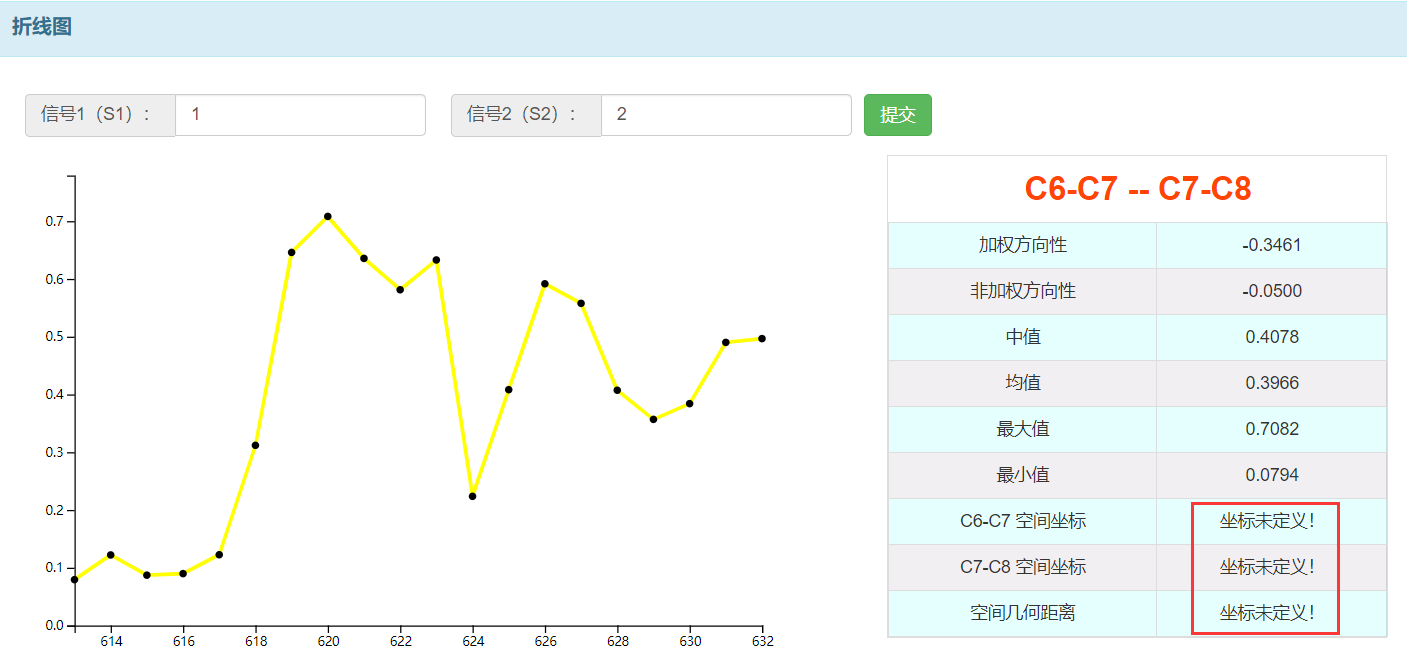 折线图
信号1（S1）： 1 信号2（S2）： 2 提交
0.7
0.6
0.5
0.4
0.3
0.2
0.1
0.0
614 616 618 620 622 624 626 628 630 632
C6-C7 -- C7-C8
加权方向性 -0.3461
非加权方向性 -0.0500
中值 0.4078
均值 0.3966
最大值 0.7082
最小值 0.0794
C6-C7 空间坐标 坐标未定义！
C7-C8 空间坐标 坐标未定义！
空间几何距离 坐标未定义！